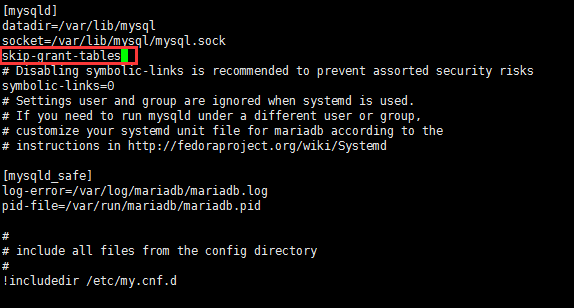 [mysqld]
datadir=/var/lib/mysql
socket=/var/lib/mysql/mysql.sock
skip-grant-tables
# Disabling symbolic-links is recommended to prevent assorted security risks
symbolic-links=0
# Settings user and group are ignored when systemd is used.
# If you need to run mysqld under a different user or group,
# customize your systemd unit file for mariadb according to the
# instructions in http://fedoraproject.org/wiki/Systemd
[mysqld_safe]
log-error=/var/log/mariadb/mariadb.log
pid-file=/var/run/mariadb/mariadb.pid
#
# include all files from the config directory
#
!includedir /etc/my.cnf.d